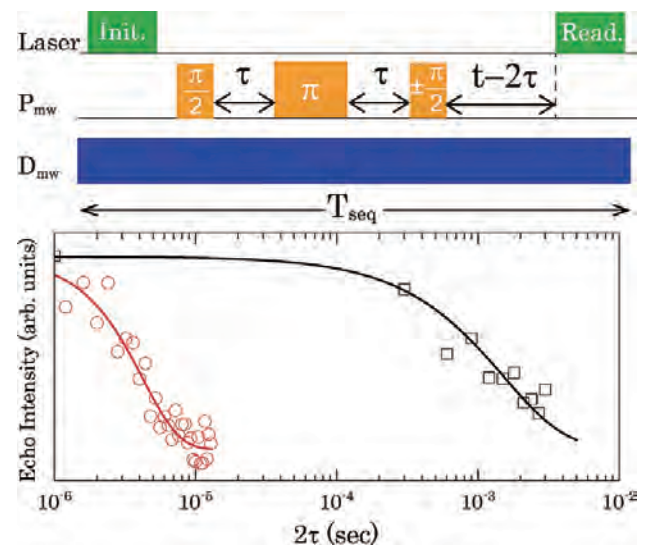 Laser Init. Read.
P_mw π/2 τ π τ ±π/2 t−2τ
D_mw
T_seq
Echo Intensity (arb. units)
10^-6 10^-5 10^-4 10^-3 10^-2
2τ (sec)